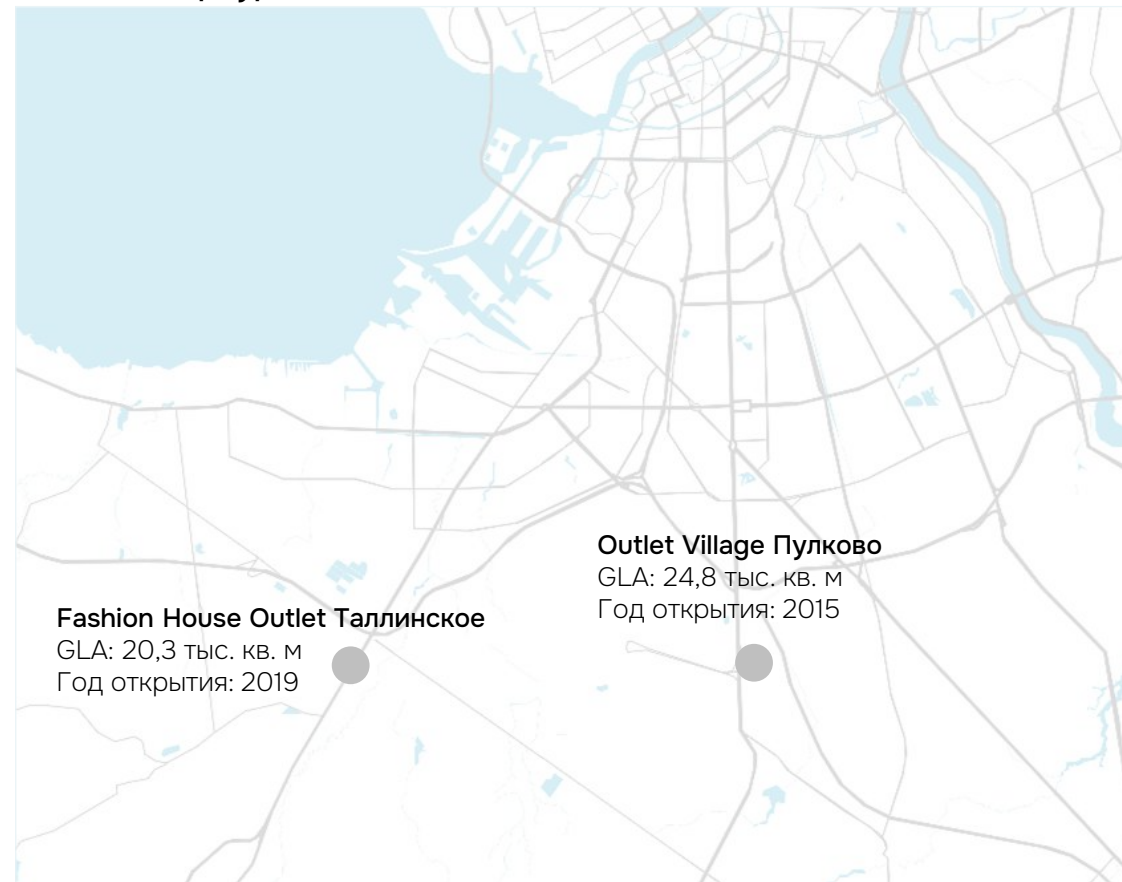 Outlet Village Пулково
GLA: 24,8 тыс. кв. м
Год открытия: 2015
Fashion House Outlet Таллинское
GLA: 20,3 тыс. кв. м
Год открытия: 2019